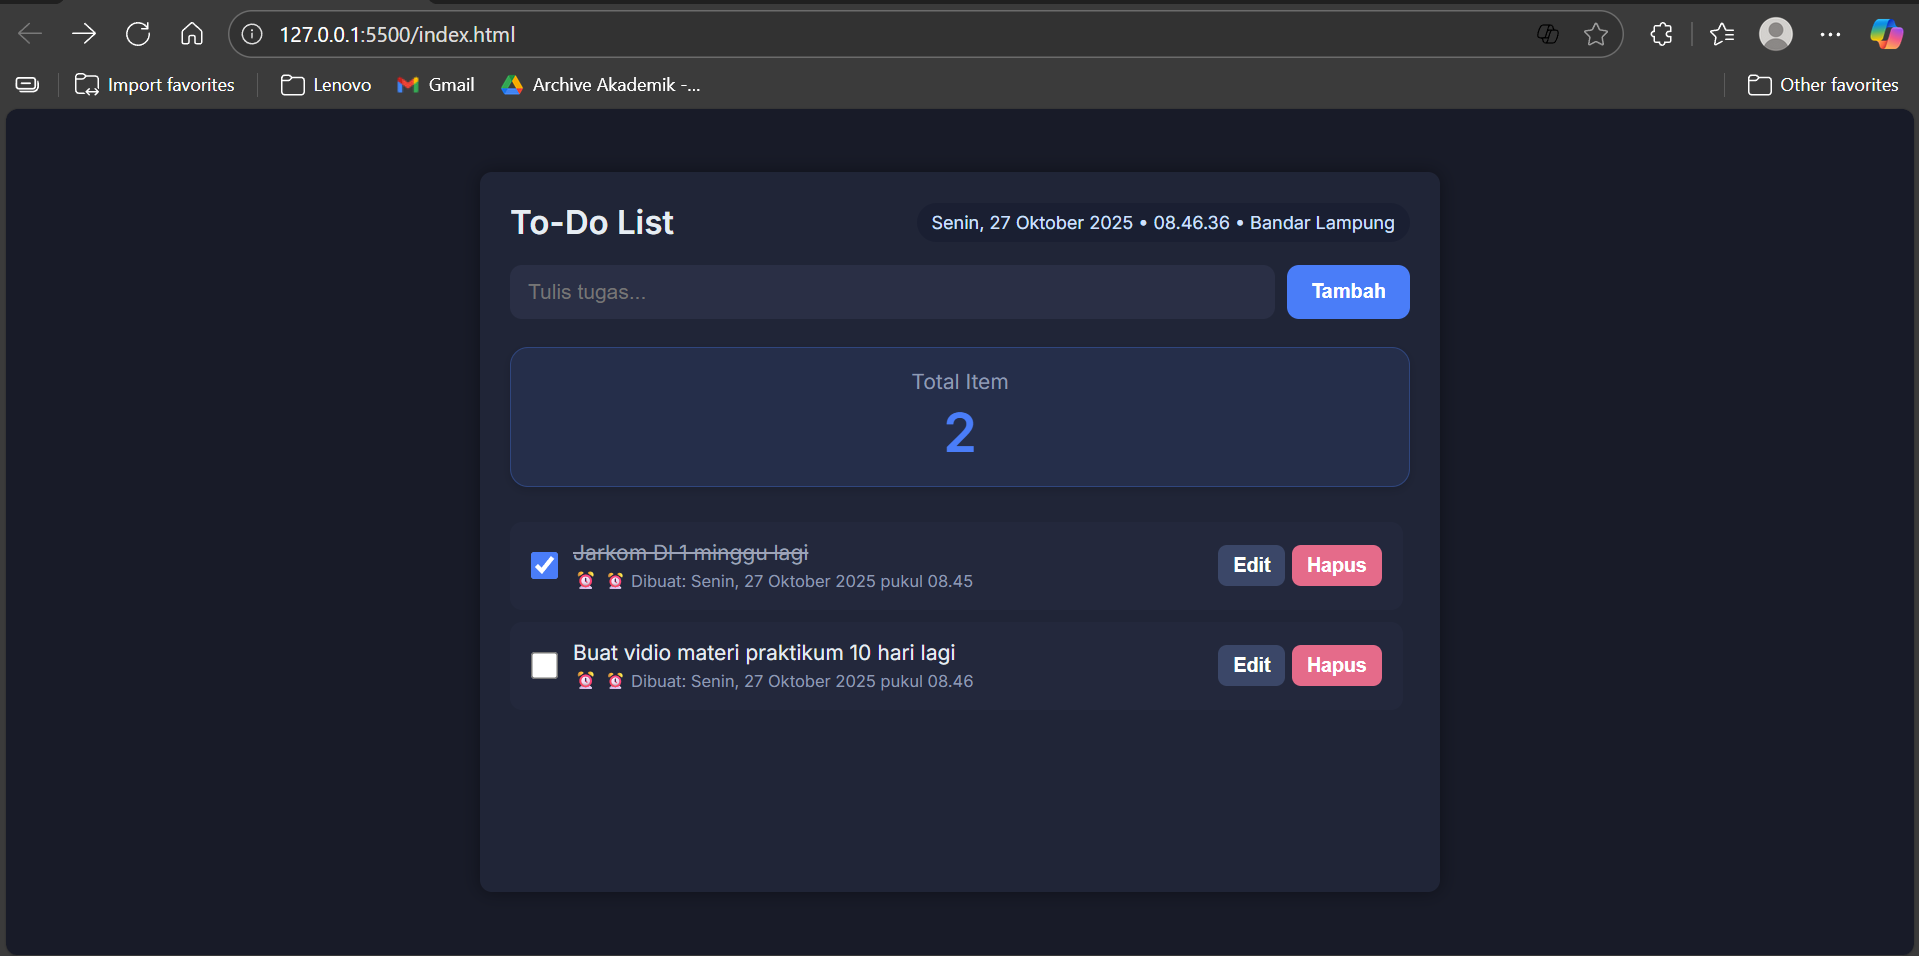 127.0.0.1:5500/index.html
Import favorites
Lenovo
Gmail
Archive Akademik -...
Other favorites
To-Do List
Senin, 27 Oktober 2025 • 08.46.36 • Bandar Lampung
Tulis tugas...
Tambah
Total Item
2
Jarkom DI 1 minggu lagi
Edit
Hapus
⏰ ⏰ Dibuat: Senin, 27 Oktober 2025 pukul 08.45
Buat vidio materi praktikum 10 hari lagi
Edit
Hapus
⏰ ⏰ Dibuat: Senin, 27 Oktober 2025 pukul 08.46